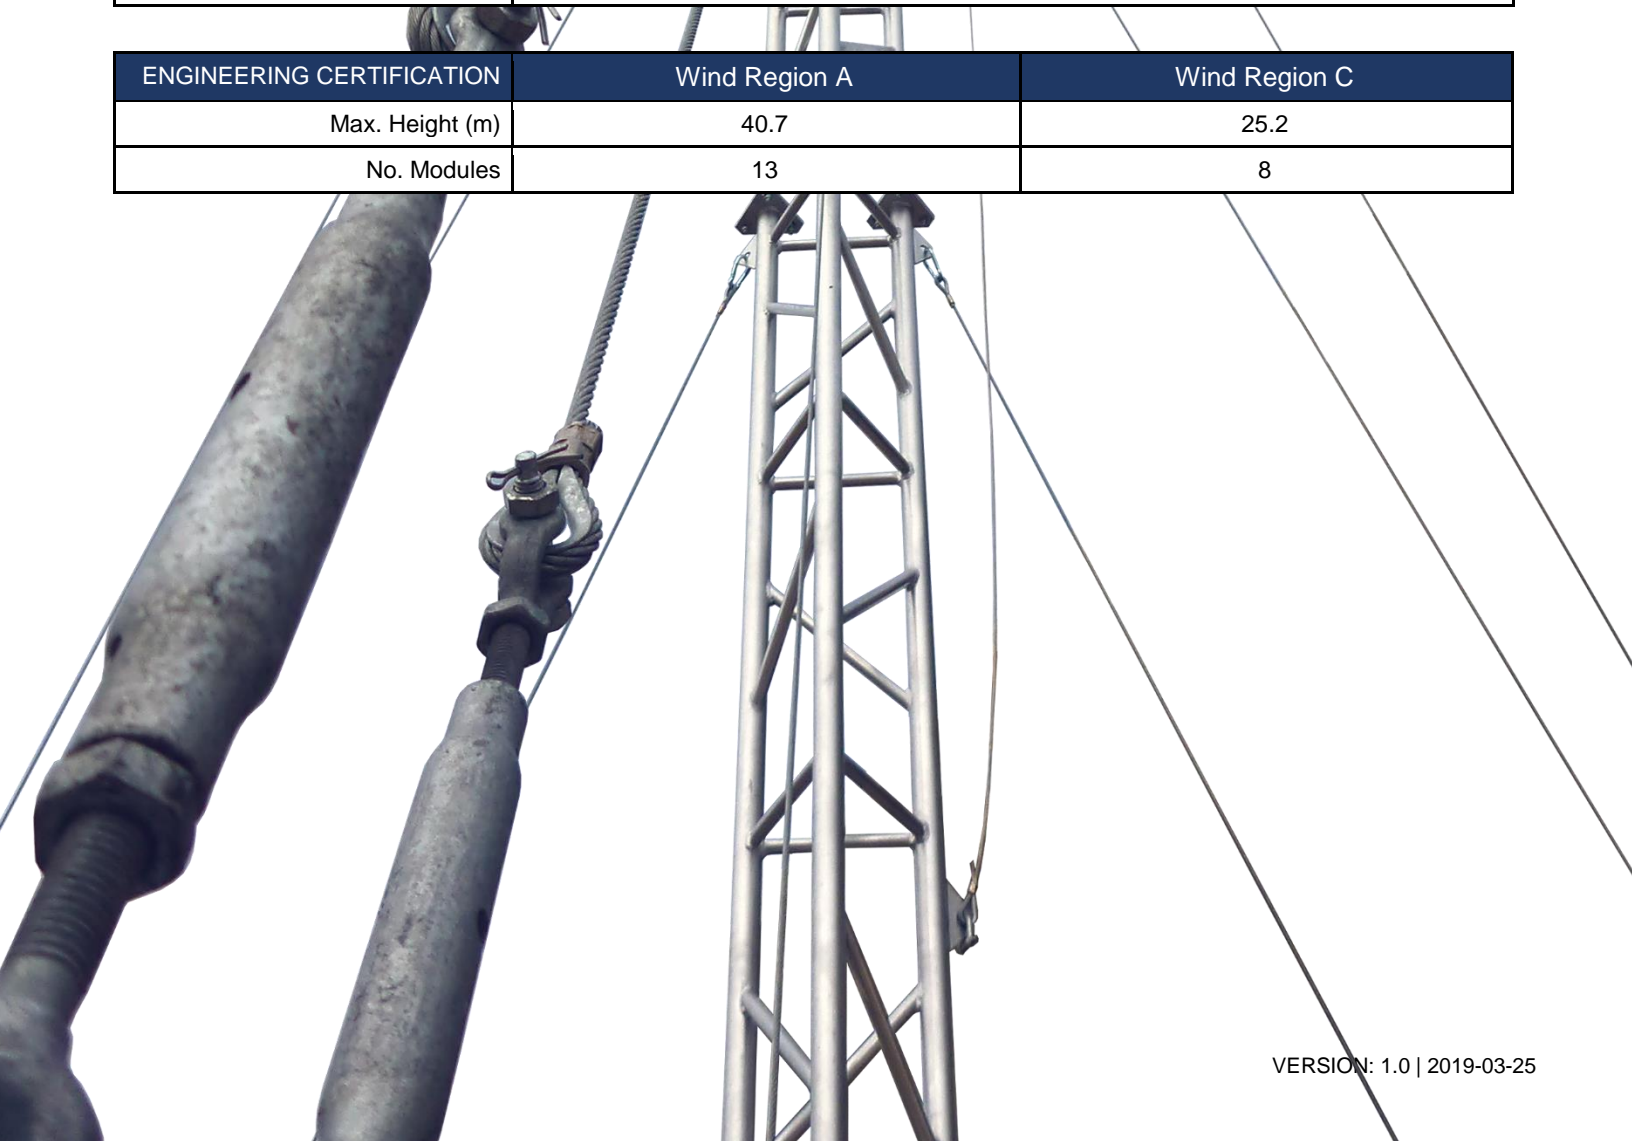 ENGINEERING CERTIFICATION Wind Region A Wind Region C
Max. Height (m) 40.7 25.2
No. Modules 13 8
VERSION: 1.0 | 2019-03-25